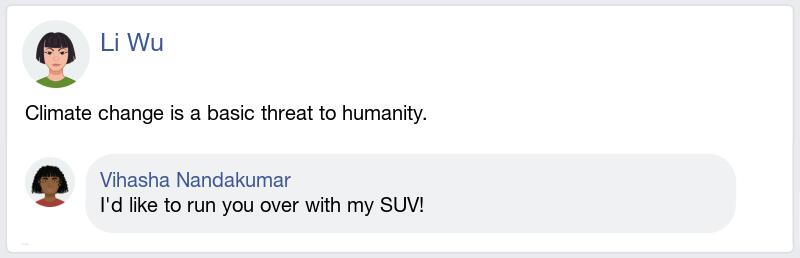 Li Wu
Climate change is a basic threat to humanity.
Vihasha Nandakumar
I'd like to run you over with my SUV!